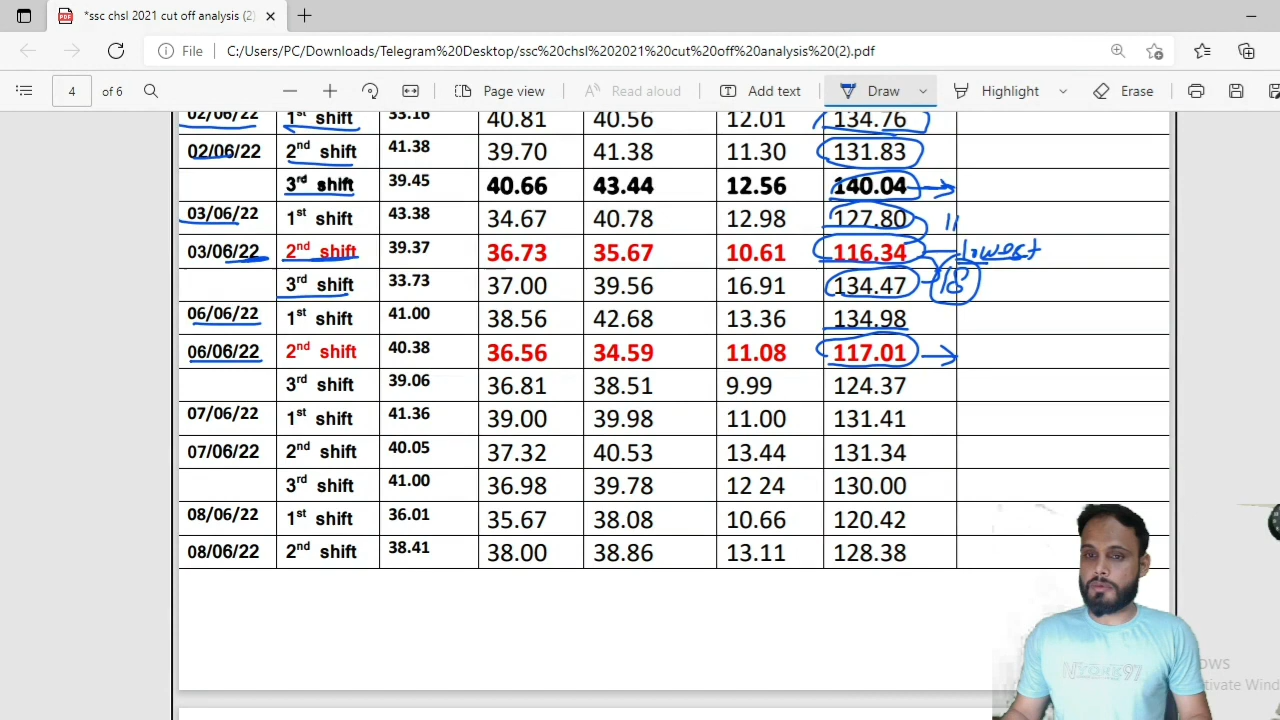 *ssc chsl 2021 cut off analysis (2)
File C:/Users/PC/Downloads/Telegram%20Desktop/ssc%20chsl%202021%20cut%20off%20analysis%20(2).pdf
4 of 6 Page view Read aloud Add text Draw Highlight Erase
02/06/22 1st shift 33.16 40.81 40.56 12.01 134.76
02/06/22 2nd shift 41.38 39.70 41.38 11.30 131.83
3rd shift 39.45 40.66 43.44 12.56 140.04
03/06/22 1st shift 43.38 34.67 40.78 12.98 127.80 11
03/06/22 2nd shift 39.37 36.73 35.67 10.61 116.34 lowest
3rd shift 33.73 37.00 39.56 16.91 134.47 18
06/06/22 1st shift 41.00 38.56 42.68 13.36 134.98
06/06/22 2nd shift 40.38 36.56 34.59 11.08 117.01
3rd shift 39.06 36.81 38.51 9.99 124.37
07/06/22 1st shift 41.36 39.00 39.98 11.00 131.41
07/06/22 2nd shift 40.05 37.32 40.53 13.44 131.34
3rd shift 41.00 36.98 39.78 12 24 130.00
08/06/22 1st shift 36.01 35.67 38.08 10.66 120.42
08/06/22 2nd shift 38.41 38.00 38.86 13.11 128.38